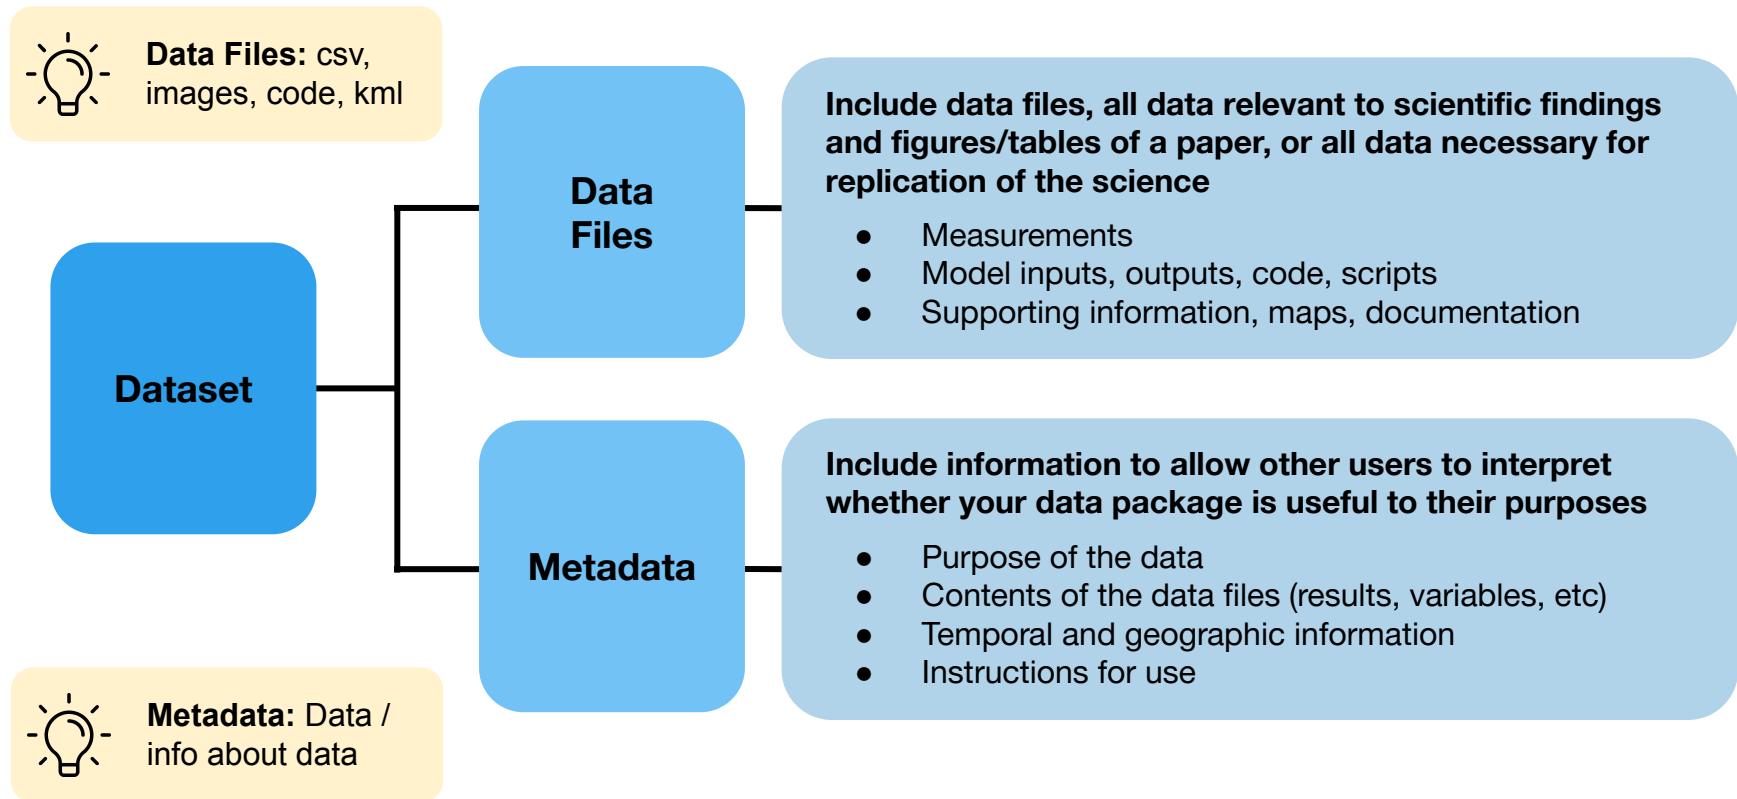 Data Files: csv,
images, code, kml
Data
Files
Include data files, all data relevant to scientific findings
and figures/tables of a paper, or all data necessary for
replication of the science
● Measurements
● Model inputs, outputs, code, scripts
● Supporting information, maps, documentation
Dataset
Metadata
Include information to allow other users to interpret
whether your data package is useful to their purposes
● Purpose of the data
● Contents of the data files (results, variables, etc)
● Temporal and geographic information
● Instructions for use
Metadata: Data /
info about data